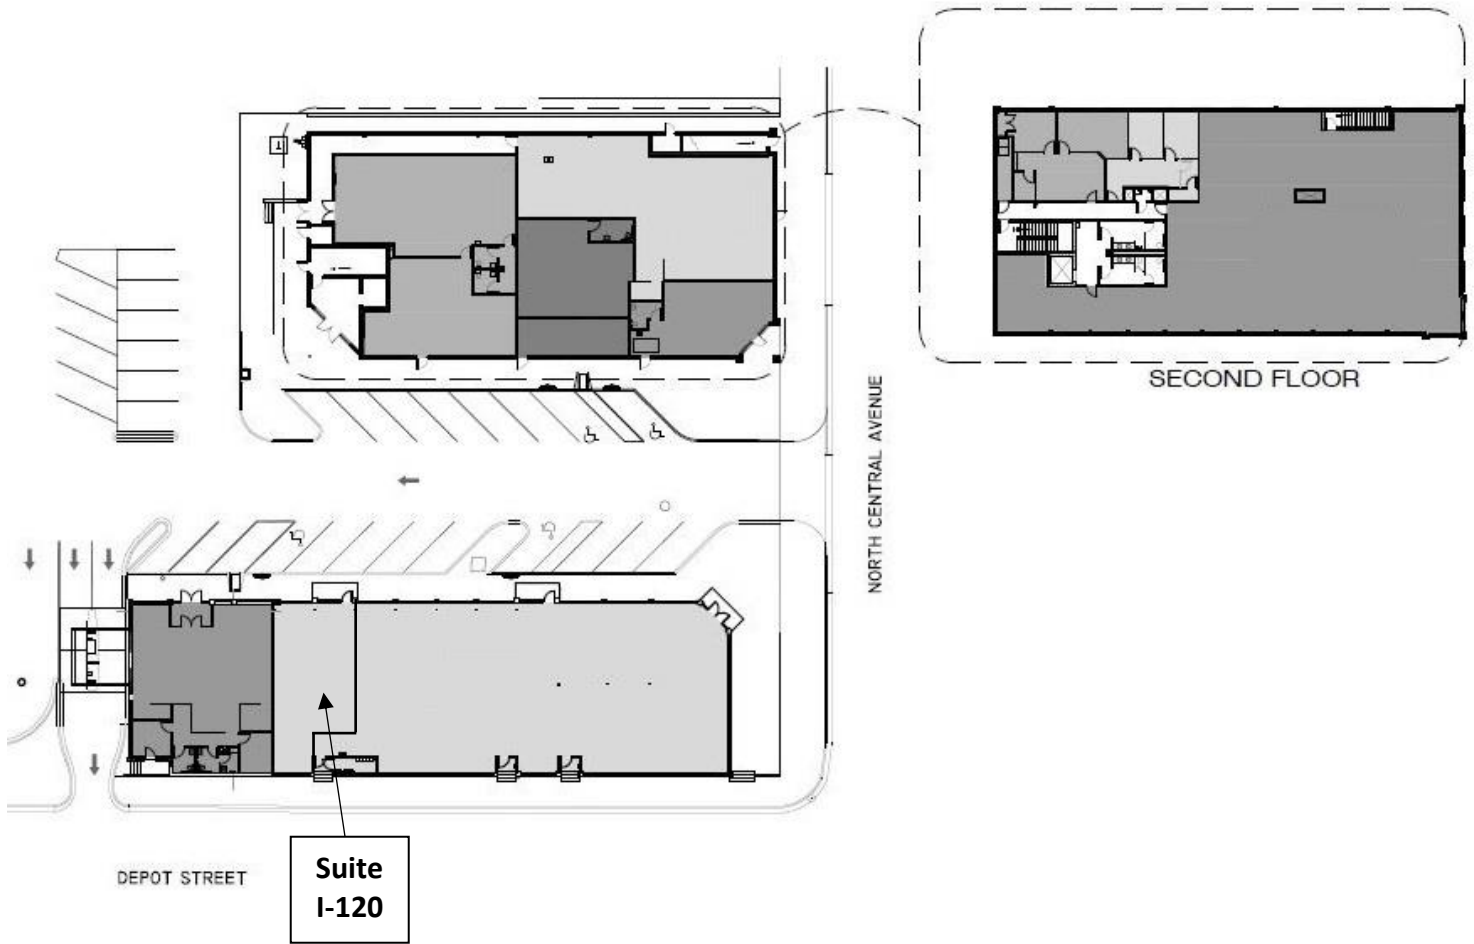 SECOND FLOOR
NORTH CENTRAL AVENUE
DEPOT STREET
Suite
I-120